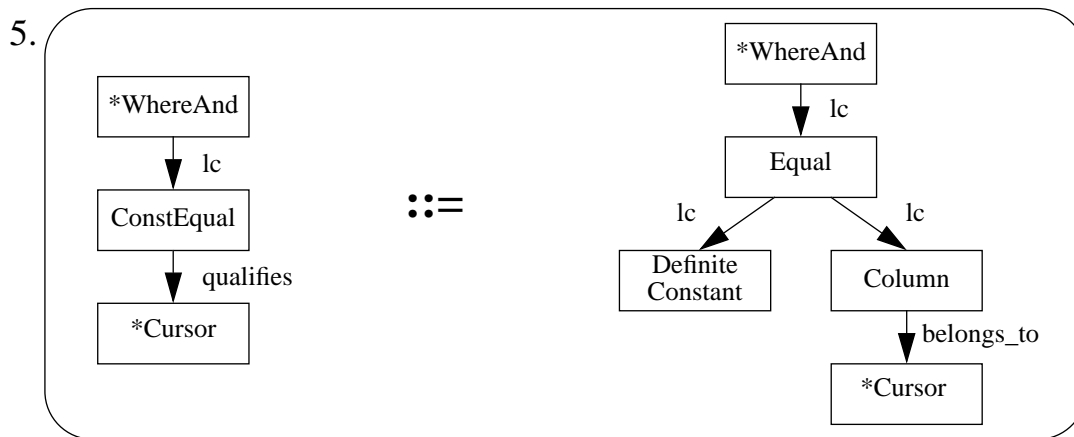 5.
*WhereAnd
lc
ConstEqual
qualifies
*Cursor
::=
*WhereAnd
lc
Equal
lc lc
Definite
Constant
Column
belongs_to
*Cursor